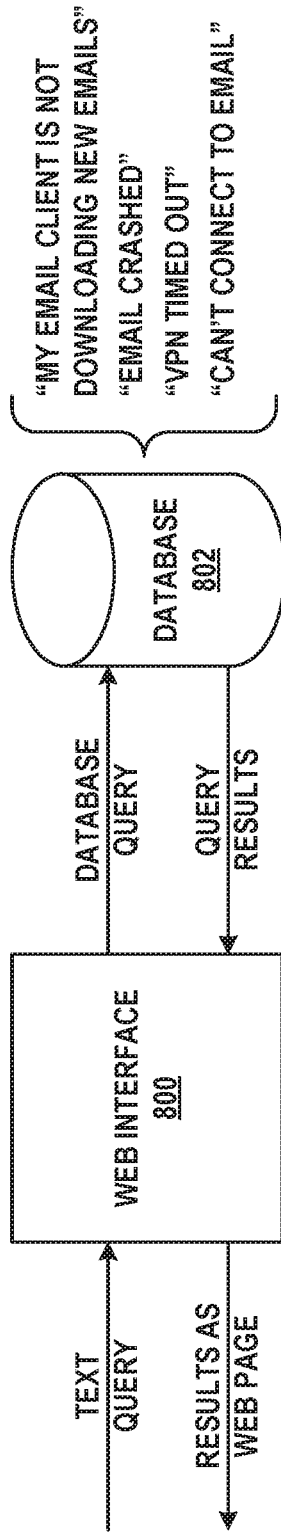 TEXT
QUERY
RESULTS AS
WEB PAGE
WEB INTERFACE
800
DATABASE
QUERY
QUERY
RESULTS
DATABASE
802
“MY EMAIL CLIENT IS NOT
DOWNLOADING NEW EMAILS”
“EMAIL CRASHED”
“VPN TIMED OUT”
“CAN’T CONNECT TO EMAIL”